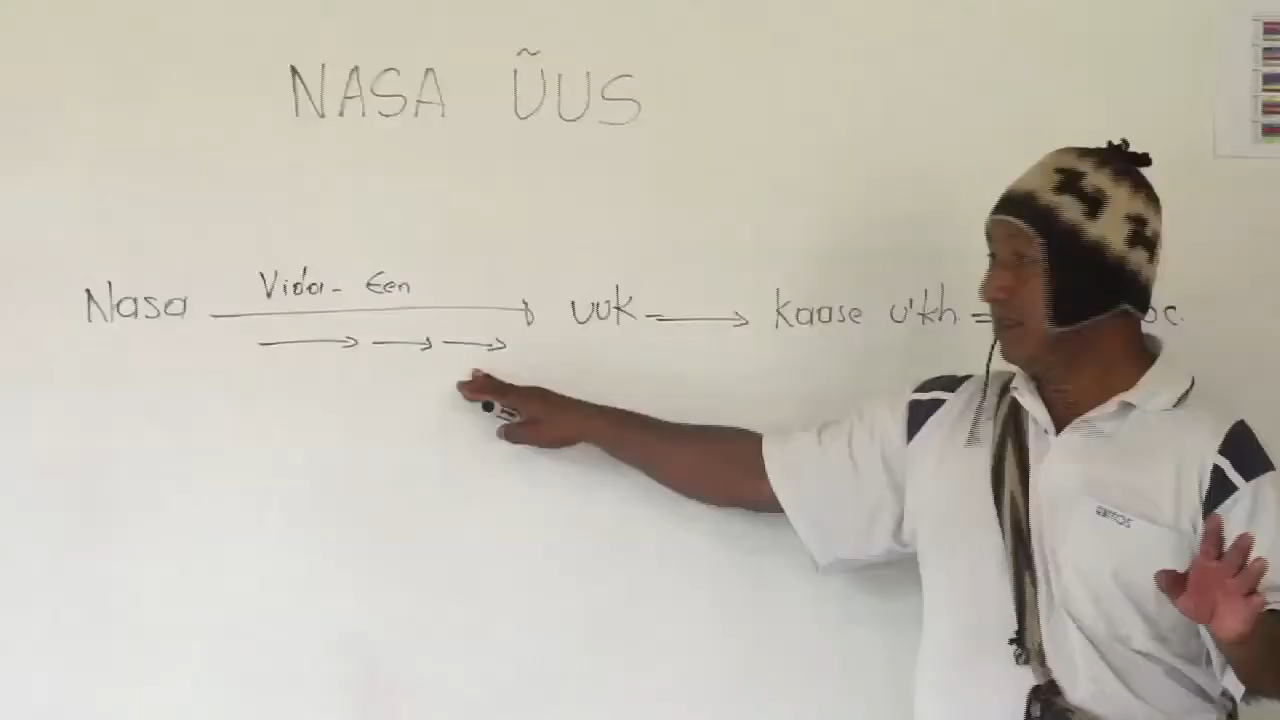 NASA ŨUS
Vida - Een
Nasa → uuk → kaase u'kh =